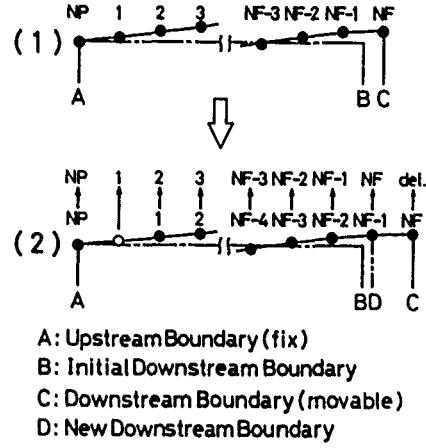 NP 1 2 3 NF-3 NF-2 NF-1 NF
(1)
A B C
NP 1 2 3 NF-3 NF-2 NF-1 NF del.
NP 1 2 NF-4 NF-3 NF-2 NF-1 NF
(2)
A B D C
A: Upstream Boundary (fix)
B: Initial Downstream Boundary
C: Downstream Boundary (movable)
D: New Downstream Boundary